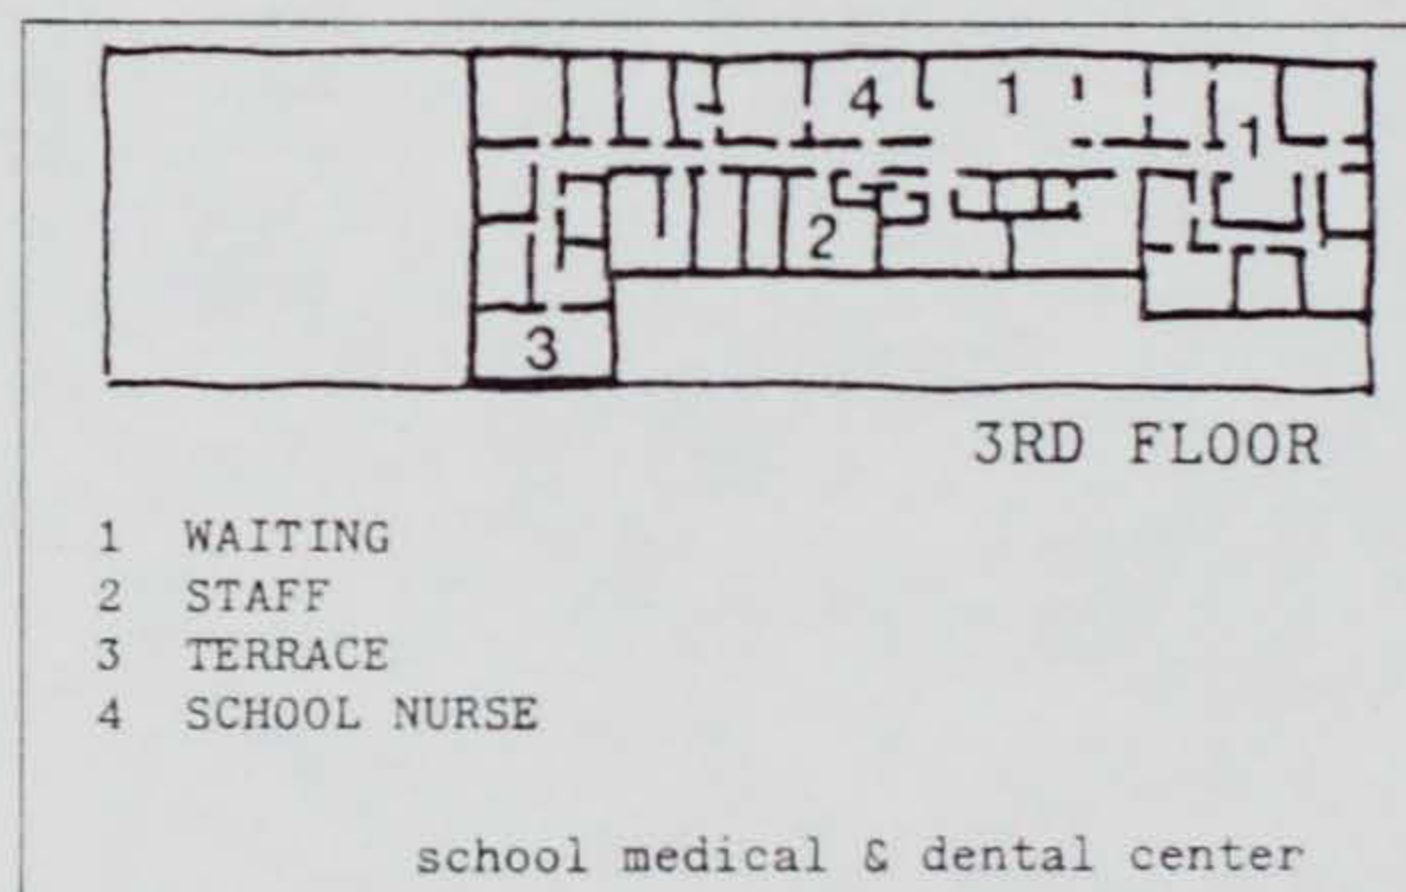 4 1 1
2
3
3RD FLOOR
1 WAITING
2 STAFF
3 TERRACE
4 SCHOOL NURSE
school medical & dental center